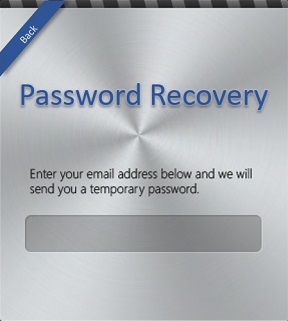 Back
Password Recovery
Enter your email address below and we will
send you a temporary password.